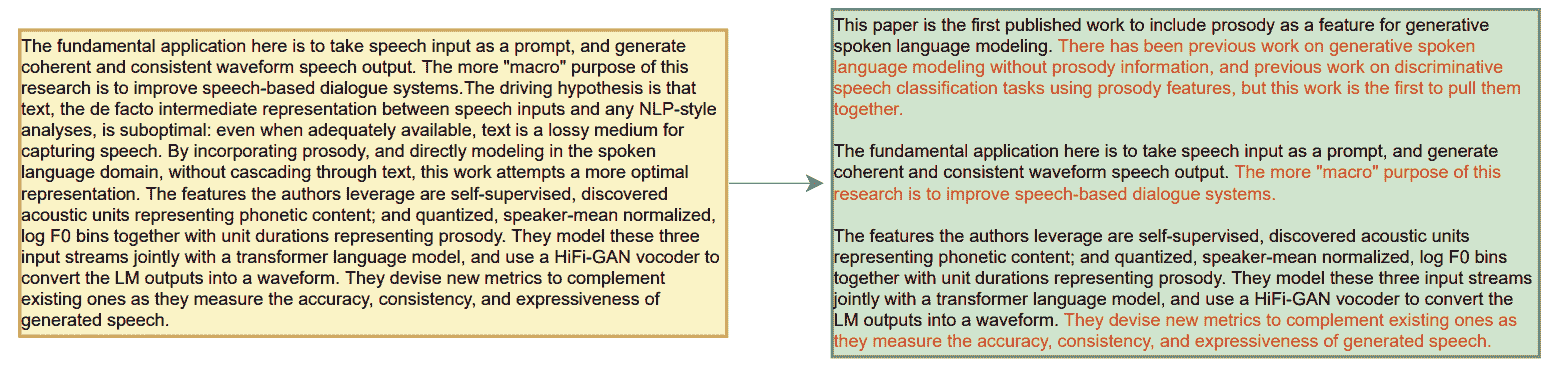 The fundamental application here is to take speech input as a prompt, and generate
coherent and consistent waveform speech output. The more "macro" purpose of this
research is to improve speech-based dialogue systems.The driving hypothesis is that
text, the de facto intermediate representation between speech inputs and any NLP-style
analyses, is suboptimal: even when adequately available, text is a lossy medium for
capturing speech. By incorporating prosody, and directly modeling in the spoken
language domain, without cascading through text, this work attempts a more optimal
representation. The features the authors leverage are self-supervised, discovered
acoustic units representing phonetic content; and quantized, speaker-mean normalized,
log F0 bins together with unit durations representing prosody. They model these three
input streams jointly with a transformer language model, and use a HiFi-GAN vocoder to
convert the LM outputs into a waveform. They devise new metrics to complement
existing ones as they measure the accuracy, consistency, and expressiveness of
generated speech.
This paper is the first published work to include prosody as a feature for generative
spoken language modeling. There has been previous work on generative spoken
language modeling without prosody information, and previous work on discriminative
speech classification tasks using prosody features, but this work is the first to pull them
together.
The fundamental application here is to take speech input as a prompt, and generate
coherent and consistent waveform speech output. The more "macro" purpose of this
research is to improve speech-based dialogue systems.
The features the authors leverage are self-supervised, discovered acoustic units
representing phonetic content; and quantized, speaker-mean normalized, log F0 bins
together with unit durations representing prosody. They model these three input streams
jointly with a transformer language model, and use a HiFi-GAN vocoder to convert the
LM outputs into a waveform. They devise new metrics to complement existing ones as
they measure the accuracy, consistency, and expressiveness of generated speech.